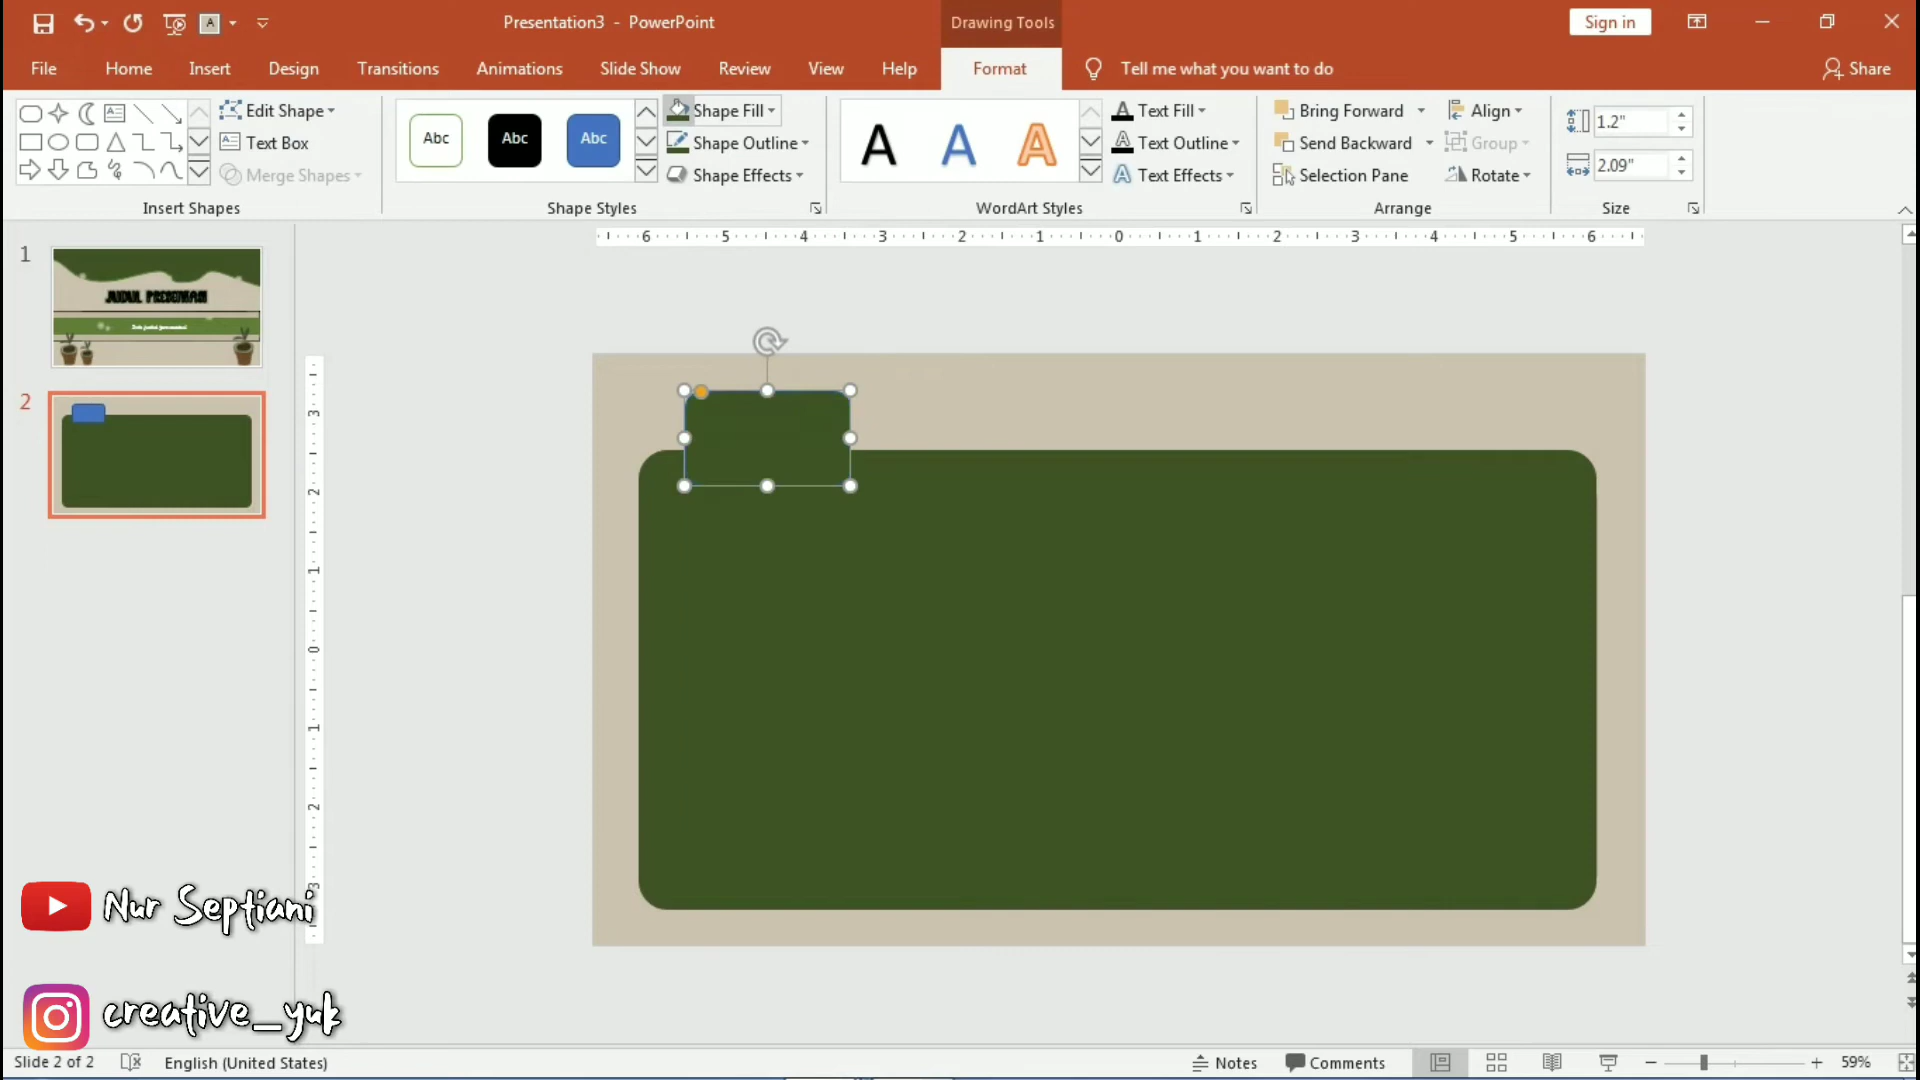 Presentation3 - PowerPoint
Drawing Tools
Sign in
File Home Insert Design Transitions Animations Slide Show Review View Help Format Tell me what you want to do Share
Edit Shape
Text Box
Merge Shapes
Insert Shapes
Abc Abc Abc
Shape Fill
Shape Outline
Shape Effects
Shape Styles
A A A
Text Fill
Text Outline
Text Effects
WordArt Styles
Bring Forward
Send Backward
Selection Pane
Align
Group
Rotate
Arrange
1.2"
2.09"
Size
6 5 4 3 2 1 0 1 2 3 4 5 6
3
2
1
0
1
2
3
1
JUDUL PRESENTASI
2
Nur Septiani
creative_yuk
Slide 2 of 2 English (United States) Notes Comments 59%